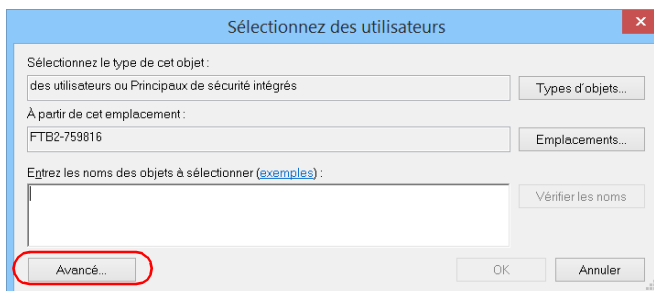 Sélectionnez des utilisateurs
Sélectionnez le type de cet objet :
des utilisateurs ou Principaux de sécurité intégrés
Types d'objets...
À partir de cet emplacement :
FTB2-759816
Emplacements...
Entrez les noms des objets à sélectionner (exemples) :
Vérifier les noms
Avancé...
OK
Annuler